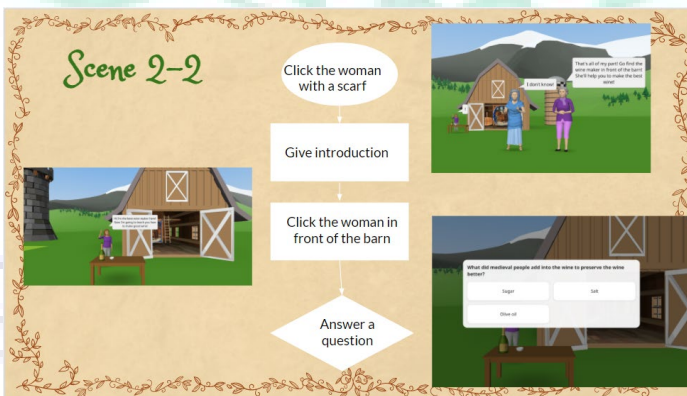 Scene 2-2
Click the woman
with a scarf
Give introduction
Click the woman in
front of the barn
Answer a
question
That's all of my part! Go find the
wine maker in front of the barn!
She'll help you to make the best
wine!
I don't know!
What did medieval people add into the wine to preserve the wine
better?
Sugar
Salt
Olive oil